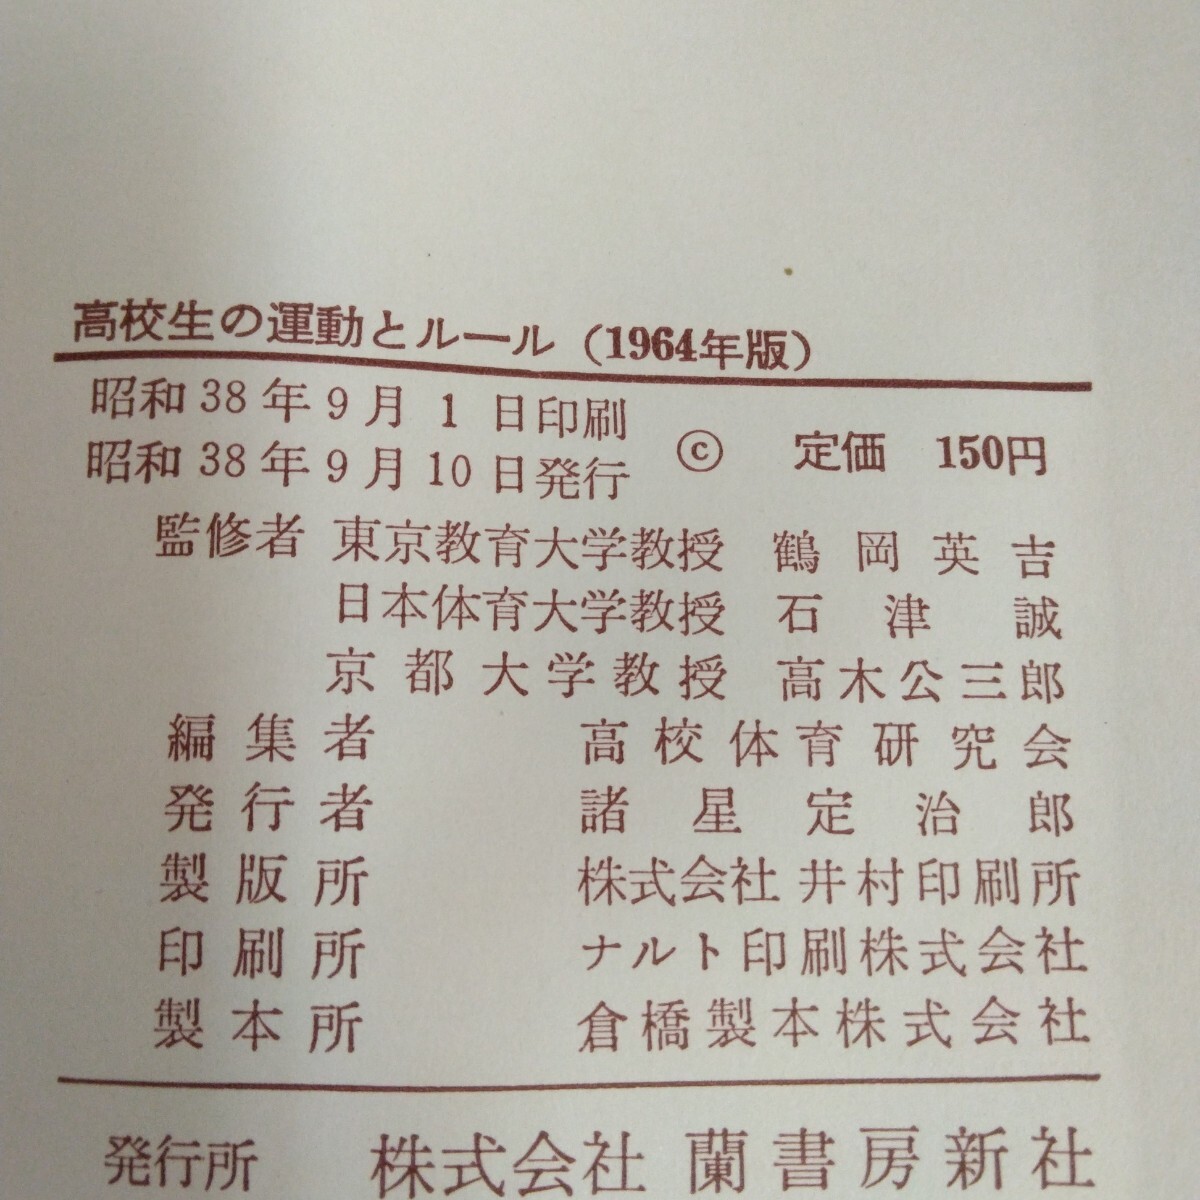 高校生の運動とルール（1964年版）
昭和38年9月1日印刷
昭和38年9月10日発行
© 定価 150円
監修者 東京教育大学教授 鶴岡英吉
日本体育大学教授 石津誠
京都大学教授 高木公三郎
編集者 高校体育研究会
発行者 諸星定治郎
製版所 株式会社井村印刷所
印刷所 ナルト印刷株式会社
製本所 倉橋製本株式会社
発行所 株式会社 蘭書房新社